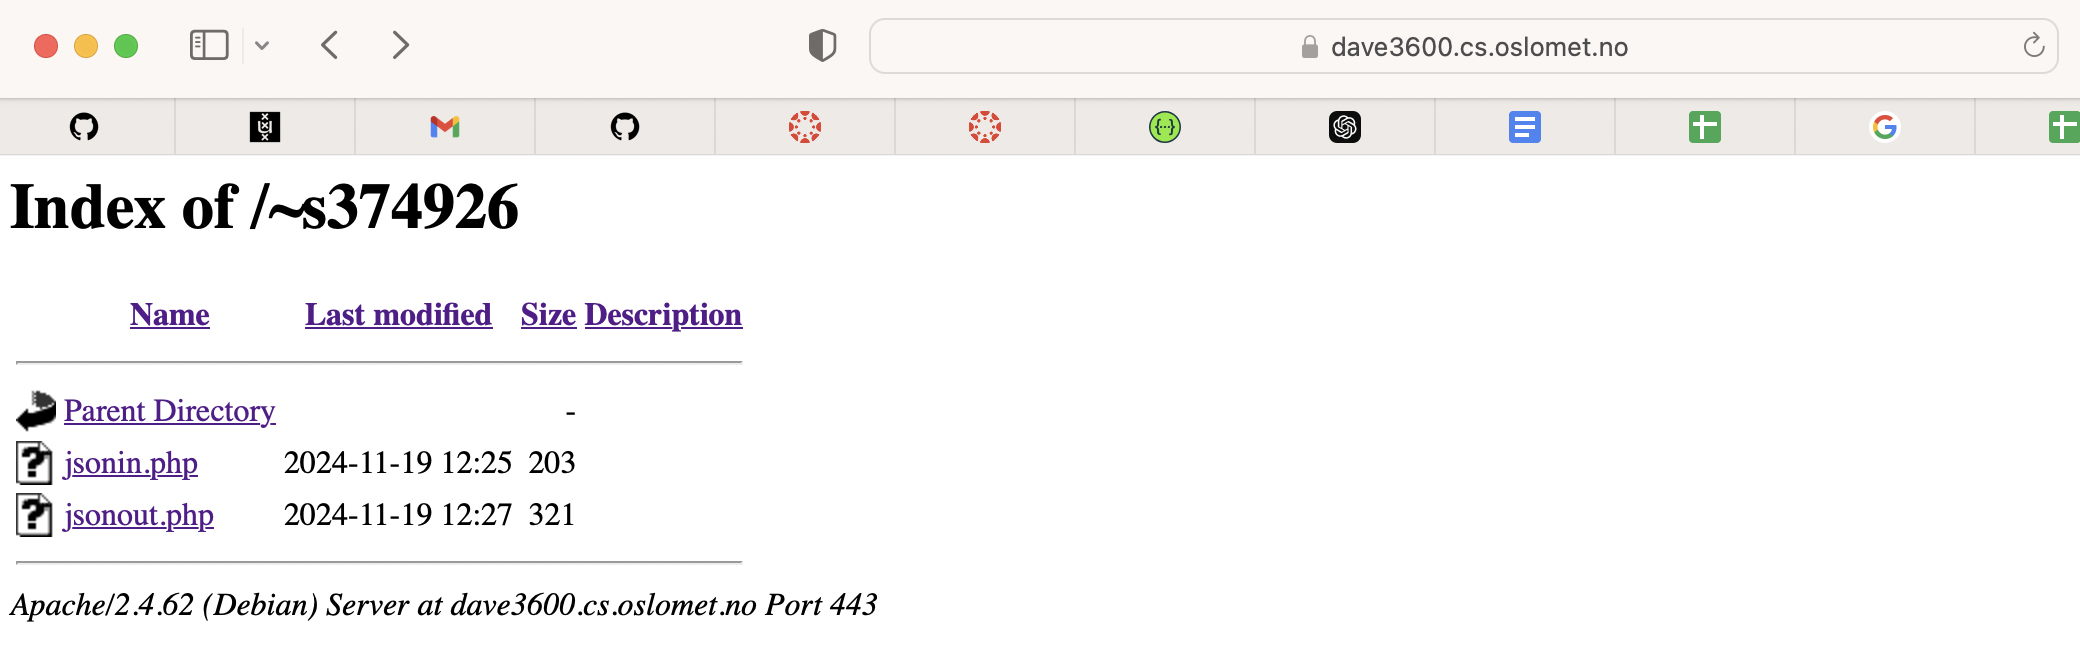 dave3600.cs.oslomet.no
Index of /~s374926
Name Last modified Size Description
Parent Directory -
jsonin.php 2024-11-19 12:25 203
jsonout.php 2024-11-19 12:27 321
Apache/2.4.62 (Debian) Server at dave3600.cs.oslomet.no Port 443